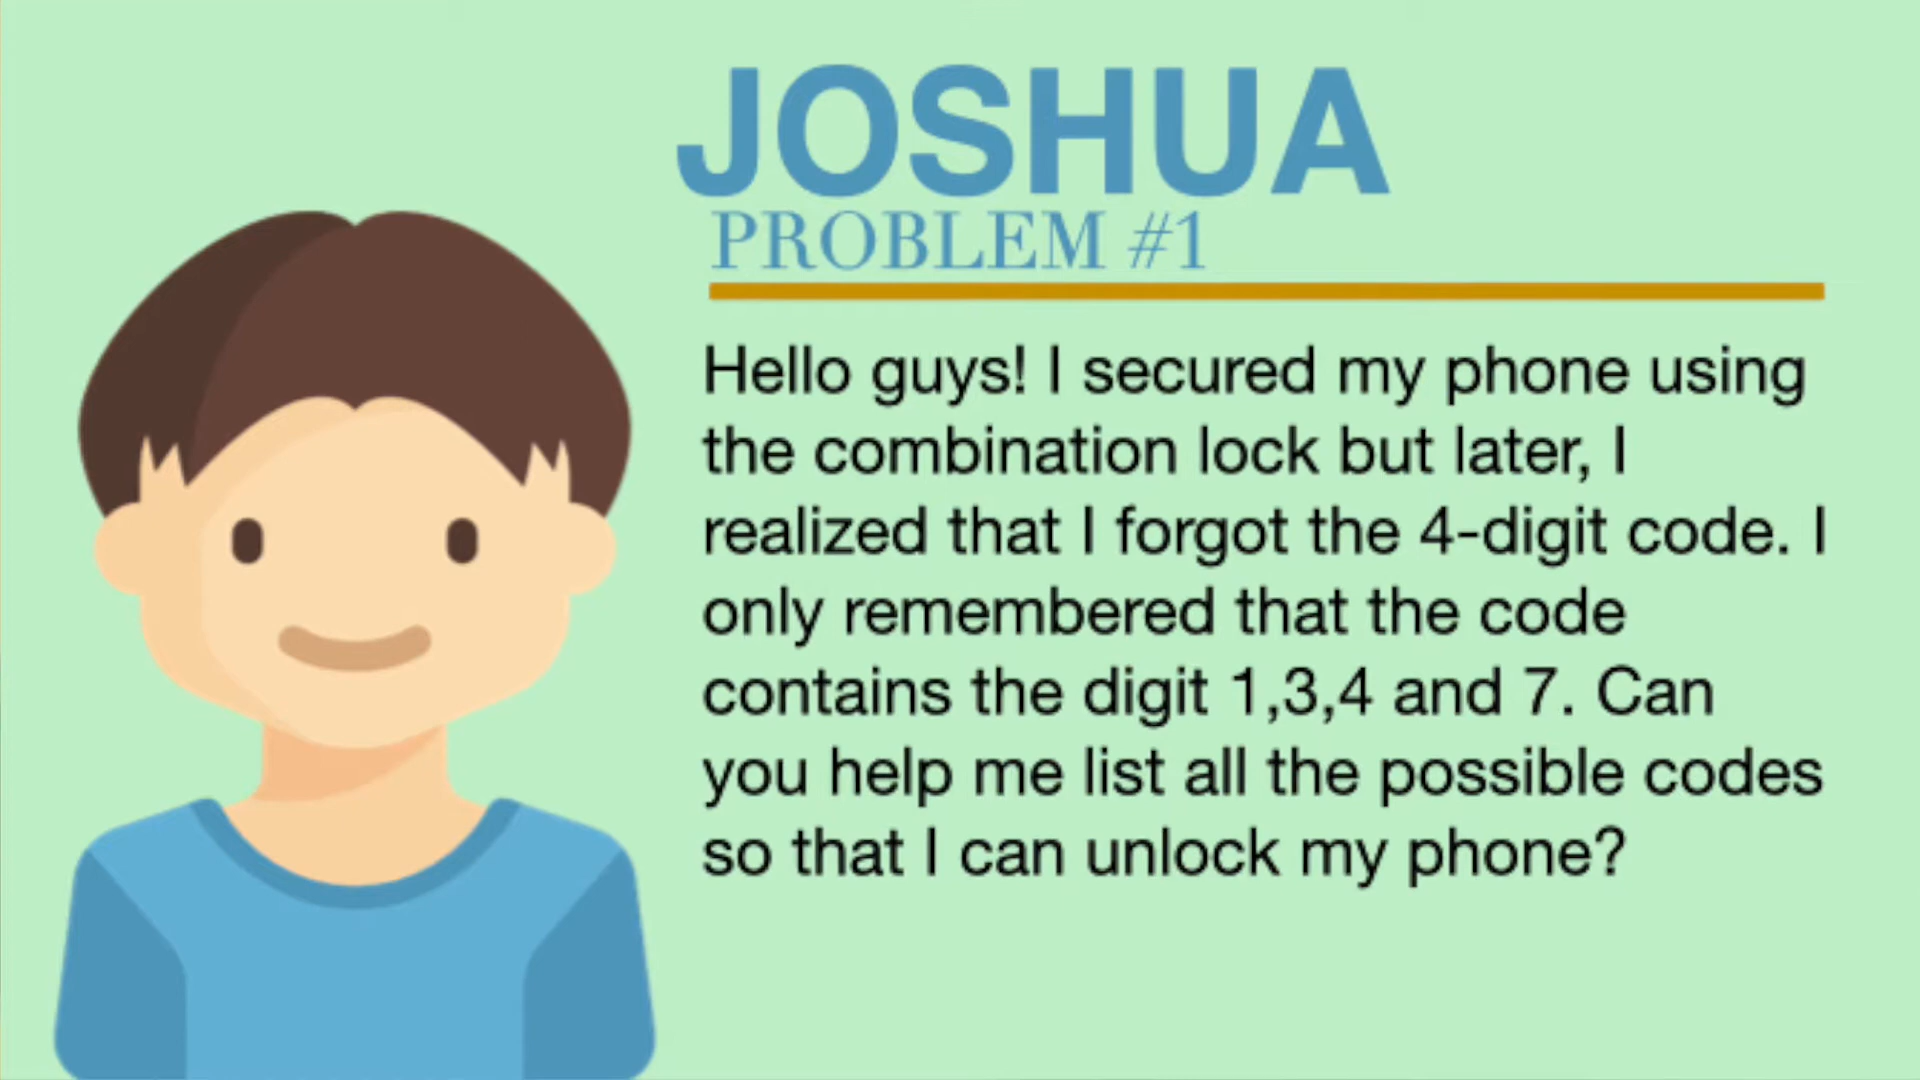 JOSHUA
PROBLEM #1
Hello guys! I secured my phone using
the combination lock but later, I
realized that I forgot the 4-digit code. I
only remembered that the code
contains the digit 1,3,4 and 7. Can
you help me list all the possible codes
so that I can unlock my phone?